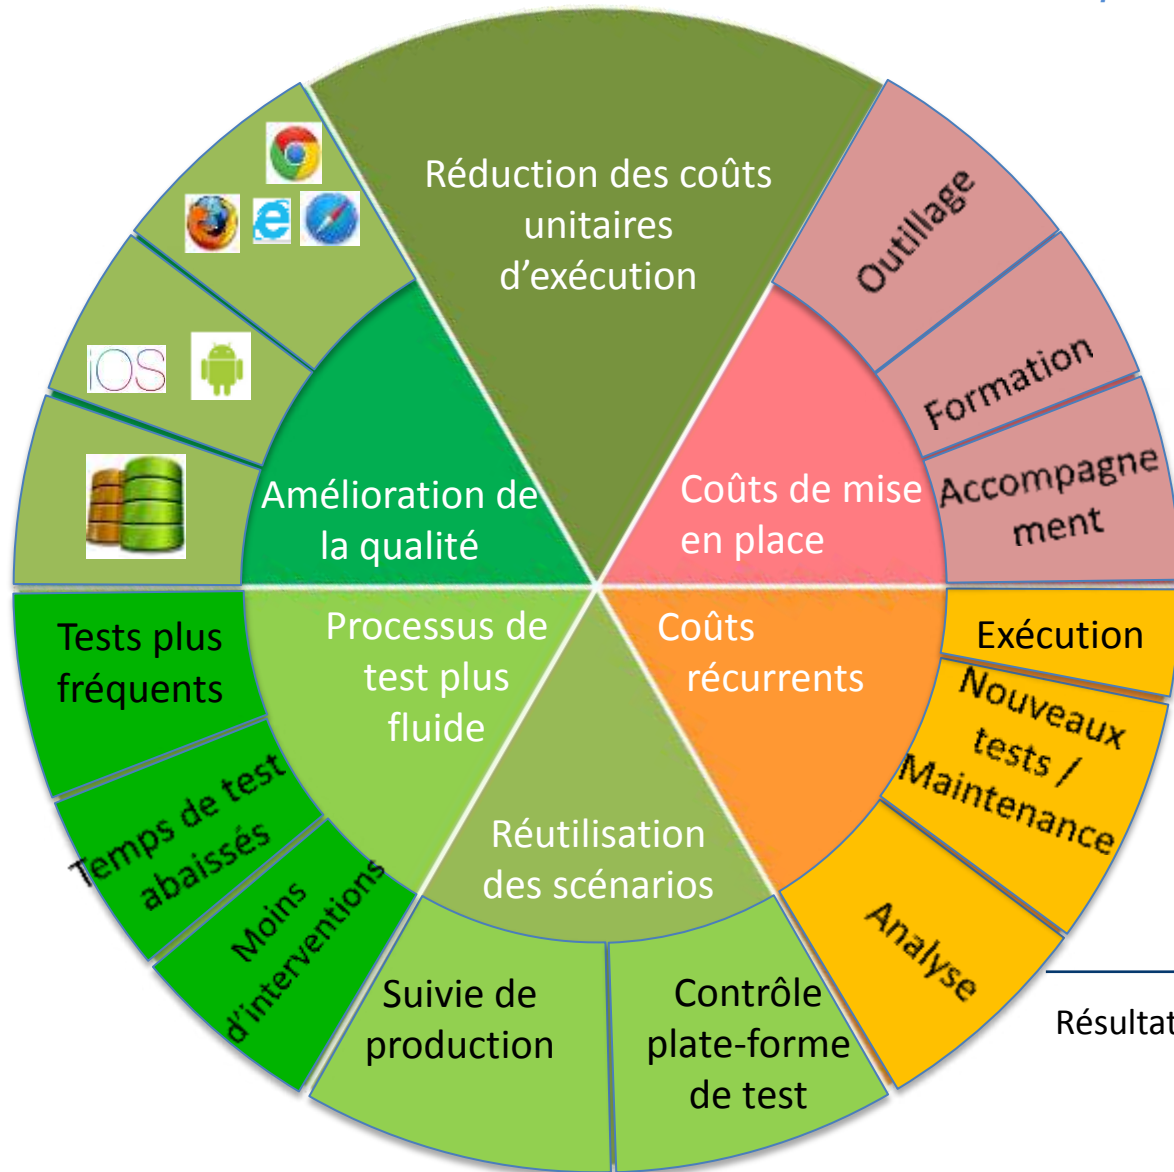 Réduction des coûts
unitaires
d’exécution
Outillage
Formation
Accompagne
ment
Coûts de mise
en place
iOS
Amélioration de
la qualité
Processus de
test plus
fluide
Coûts
récurrents
Exécution
Nouveaux
tests /
Maintenance
Analyse
Tests plus
fréquents
Temps de test
abaissés
Moins
d’interventions
Réutilisation
des scénarios
Suivie de
production
Contrôle
plate-forme
de test
Résultat